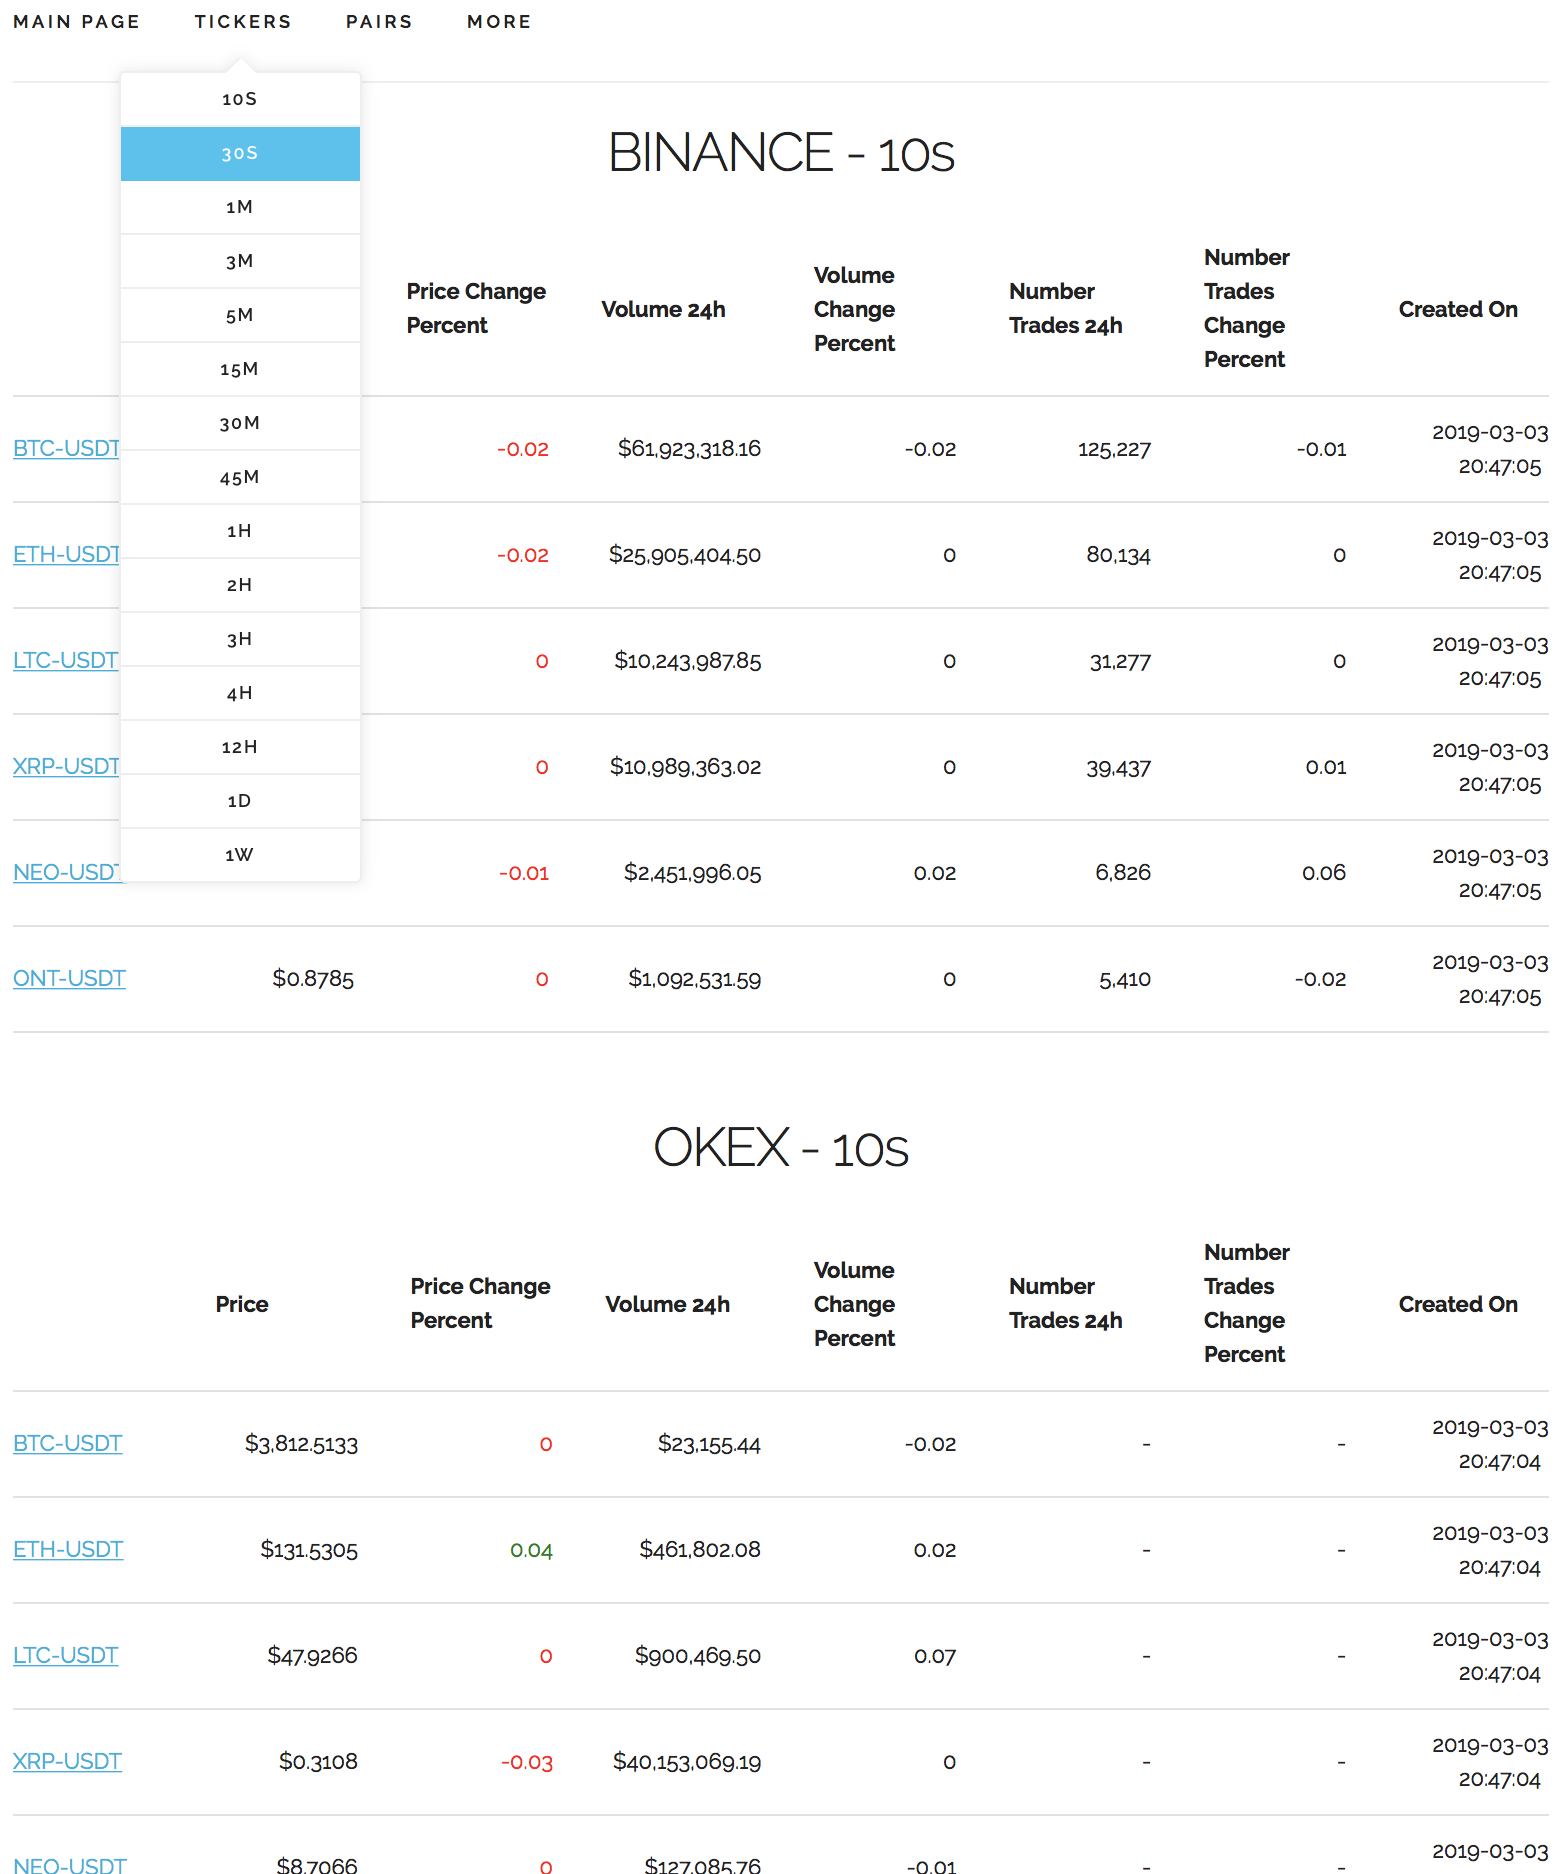 MAIN PAGE TICKERS PAIRS MORE
10S
30S
1M
3M
5M
15M
30M
45M
1H
2H
3H
4H
12H
1D
1W
BINANCE - 10s
Price Change Percent Volume 24h Volume Change Percent Number Trades 24h Number Trades Change Percent Created On
BTC-USDT -0.02 $61,923,318.16 -0.02 125,227 -0.01 2019-03-03 20:47:05
ETH-USDT -0.02 $25,905,404.50 0 80,134 0 2019-03-03 20:47:05
LTC-USDT 0 $10,243,987.85 0 31,277 0 2019-03-03 20:47:05
XRP-USDT 0 $10,989,363.02 0 39,437 0.01 2019-03-03 20:47:05
NEO-USDT -0.01 $2,451,996.05 0.02 6,826 0.06 2019-03-03 20:47:05
ONT-USDT $0.8785 0 $1,092,531.59 0 5,410 -0.02 2019-03-03 20:47:05
OKEX - 10s
Price Price Change Percent Volume 24h Volume Change Percent Number Trades 24h Number Trades Change Percent Created On
BTC-USDT $3,812.5133 0 $23,155.44 -0.02 - - 2019-03-03 20:47:04
ETH-USDT $131.5305 0.04 $461,802.08 0.02 - - 2019-03-03 20:47:04
LTC-USDT $47.9266 0 $900,469.50 0.07 - - 2019-03-03 20:47:04
XRP-USDT $0.3108 -0.03 $40,153,069.19 0 - - 2019-03-03 20:47:04
NEO-USDT $8.7066 0 $127,085.76 -0.01 - - 2019-03-03